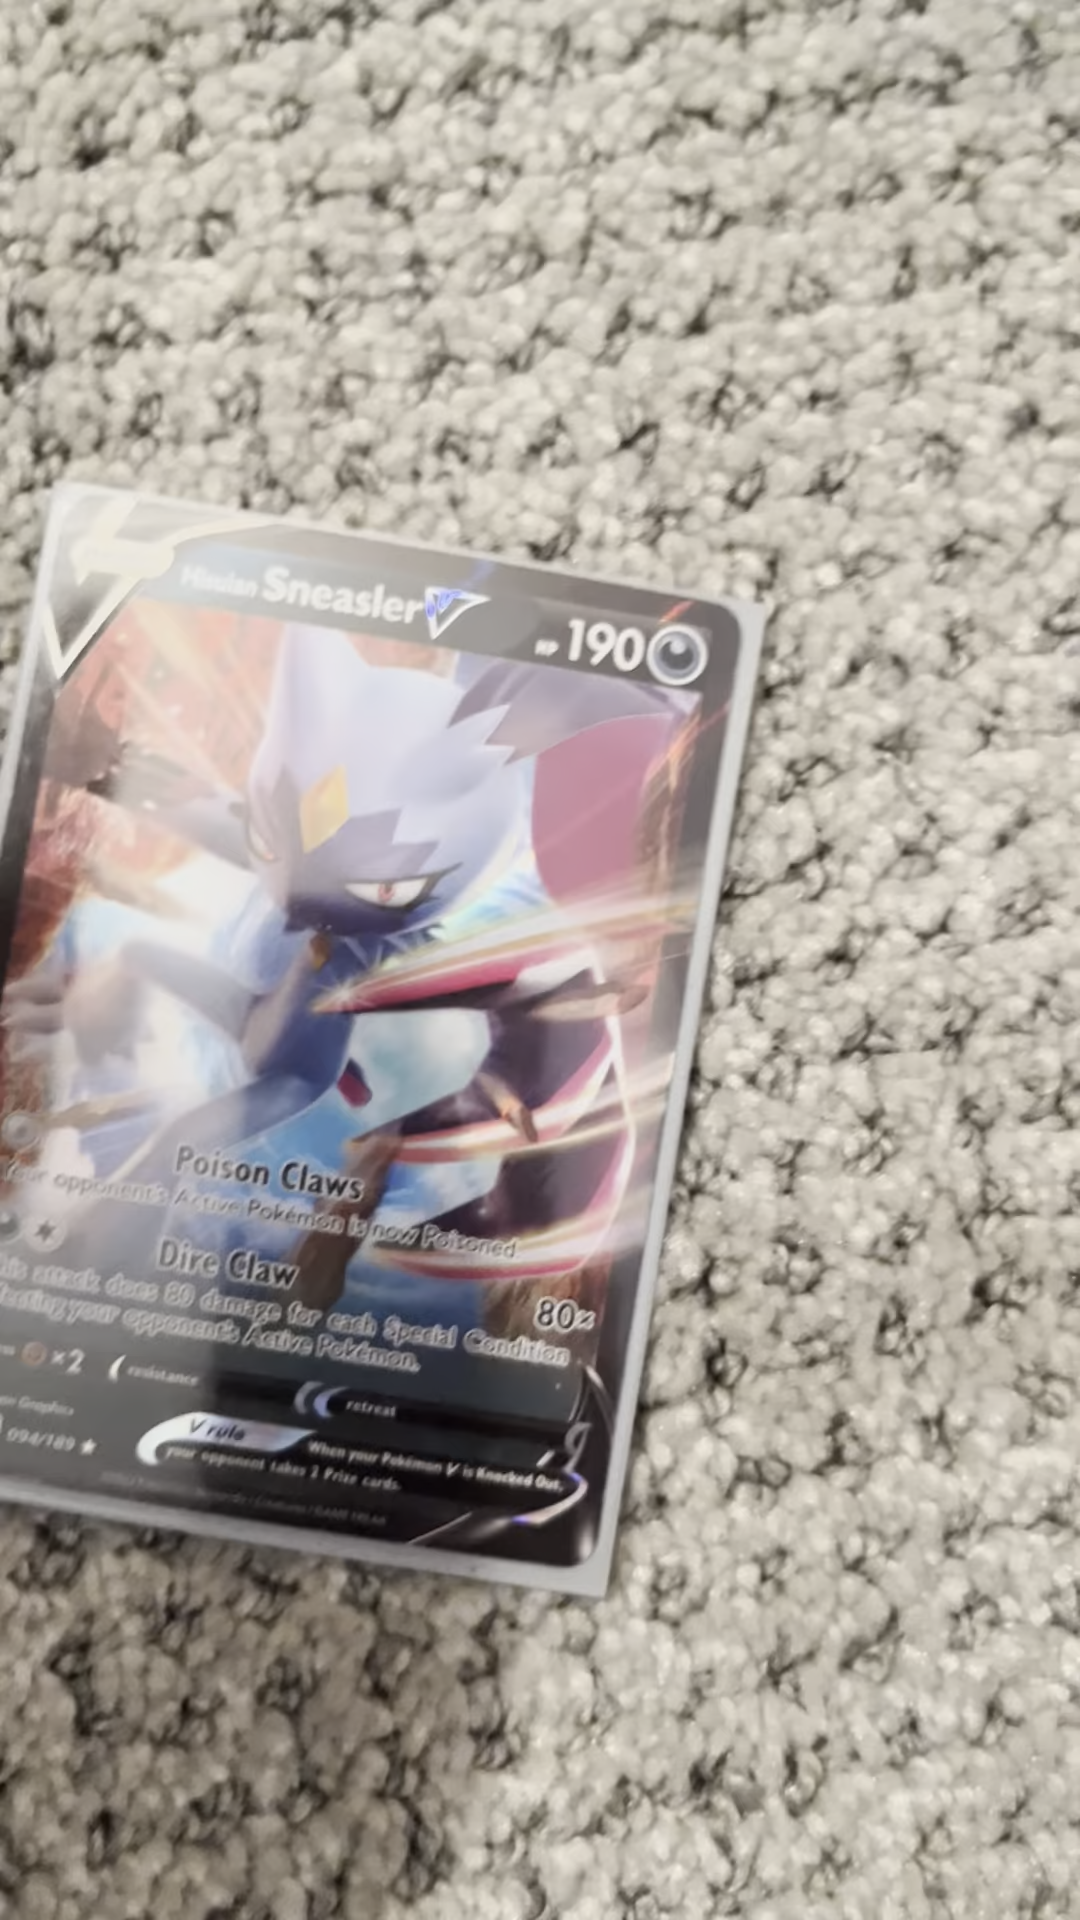 Hisuian Sneasler V
HP 190
Poison Claws
Your opponent's Active Pokémon is now Poisoned
Dire Claw 80×
This attack does 80 damage for each Special Condition
affecting your opponent's Active Pokémon.
×2 resistance
retreat
094/189
V rule When your Pokémon V is Knocked Out,
your opponent takes 2 Prize cards.